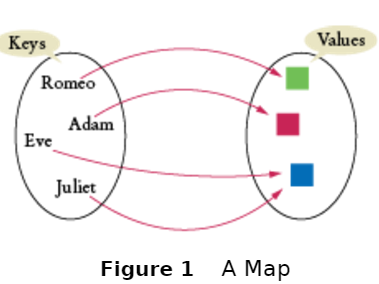 Keys
Values
Romeo
Adam
Eve
Juliet
Figure 1 A Map